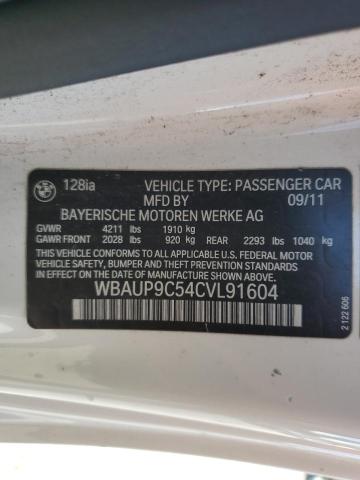 BMW
128ia VEHICLE TYPE: PASSENGER CAR
MFD BY 09/11
BAYERISCHE MOTOREN WERKE AG
GVWR 4211 lbs 1910 kg
GAWR FRONT 2028 lbs 920 kg REAR 2293 lbs 1040 kg
THIS VEHICLE CONFORMS TO ALL APPLICABLE U.S. FEDERAL MOTOR
VEHICLE SAFETY, BUMPER AND THEFT PREVENTION STANDARDS IN
EFFECT ON THE DATE OF MANUFACTURE SHOWN ABOVE.
WBAUP9C54CVL91604
2 122 606